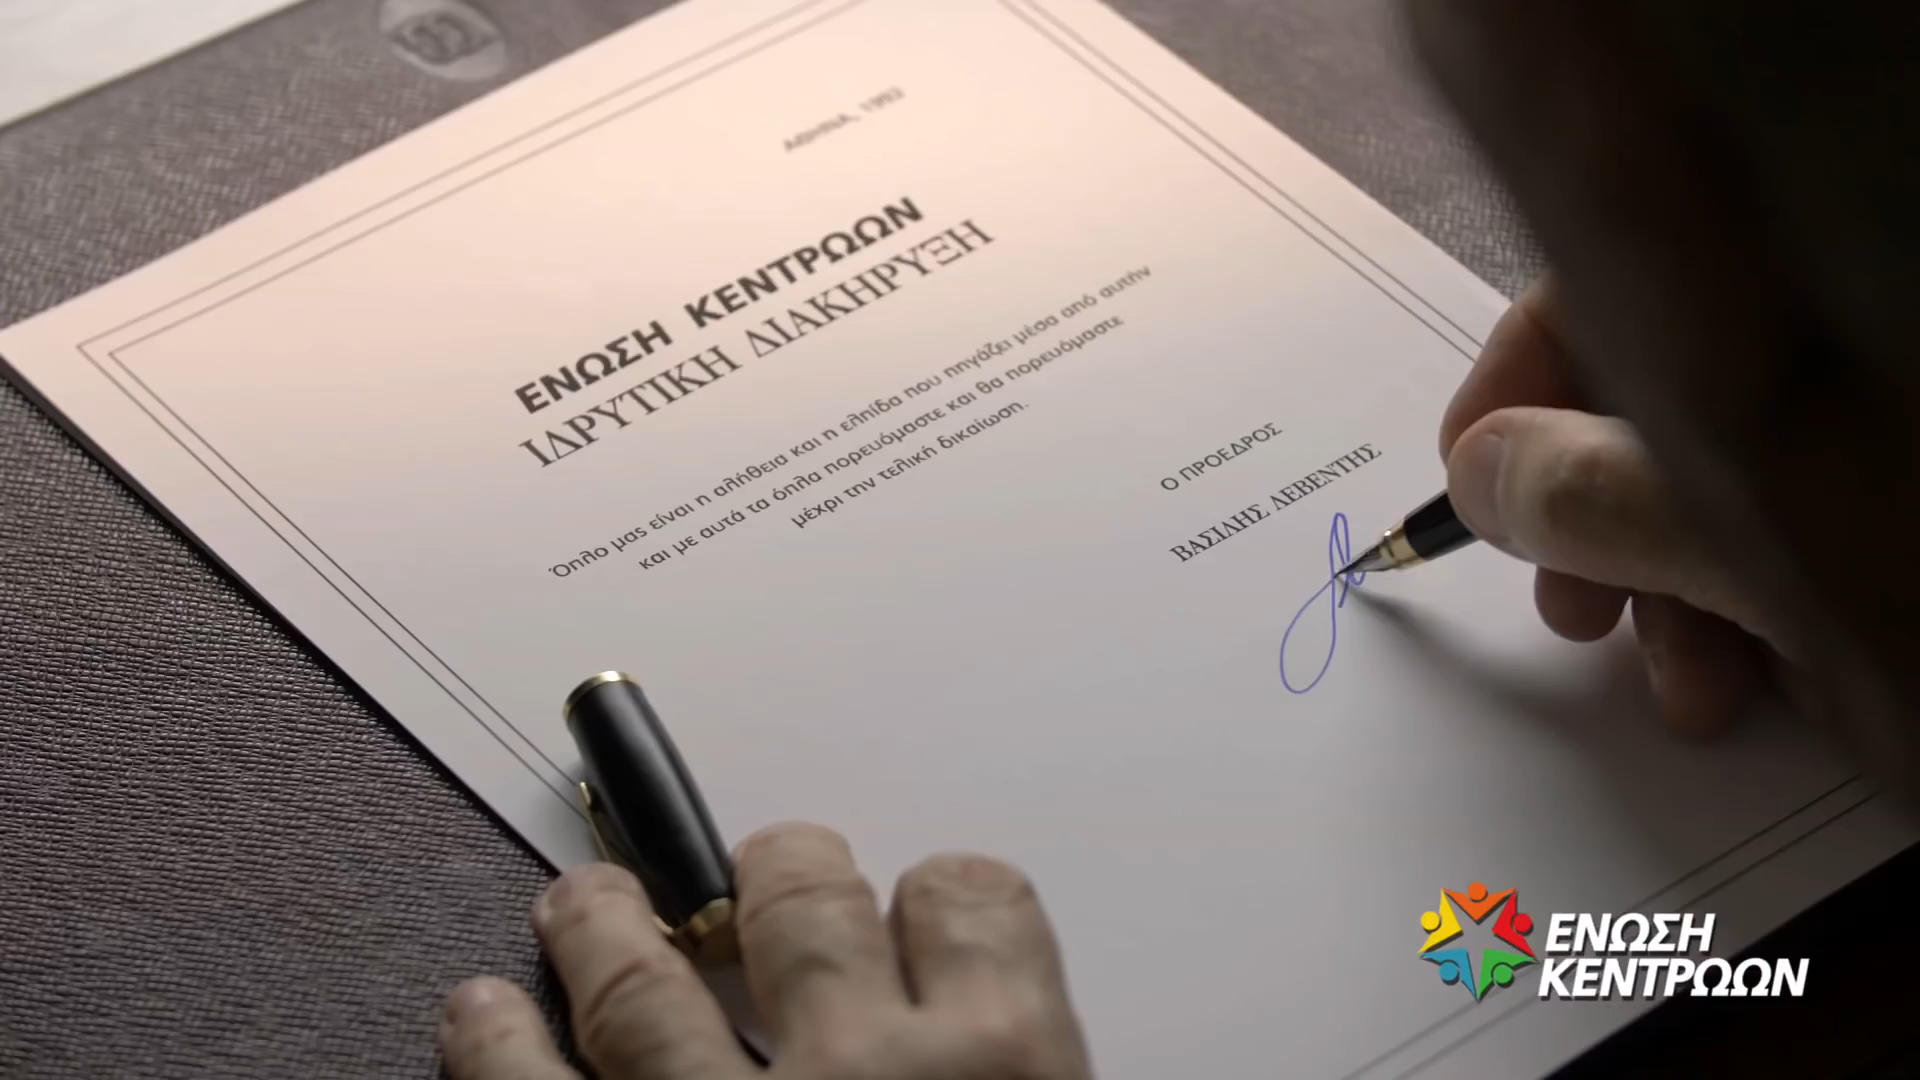 ΑΘΗΝΑ, 1992
ΕΝΩΣΗ ΚΕΝΤΡΩΩΝ
ΙΔΡΥΤΙΚΗ ΔΙΑΚΗΡΥΞΗ
Όπλο μας είναι η αλήθεια και η ελπίδα που πηγάζει μέσα από αυτήν
και με αυτά τα όπλα πορευόμαστε και θα πορευόμαστε
μέχρι την τελική δικαίωση.
Ο ΠΡΟΕΔΡΟΣ
ΒΑΣΙΛΗΣ ΛΕΒΕΝΤΗΣ
ΕΝΩΣΗ
ΚΕΝΤΡΩΩΝ